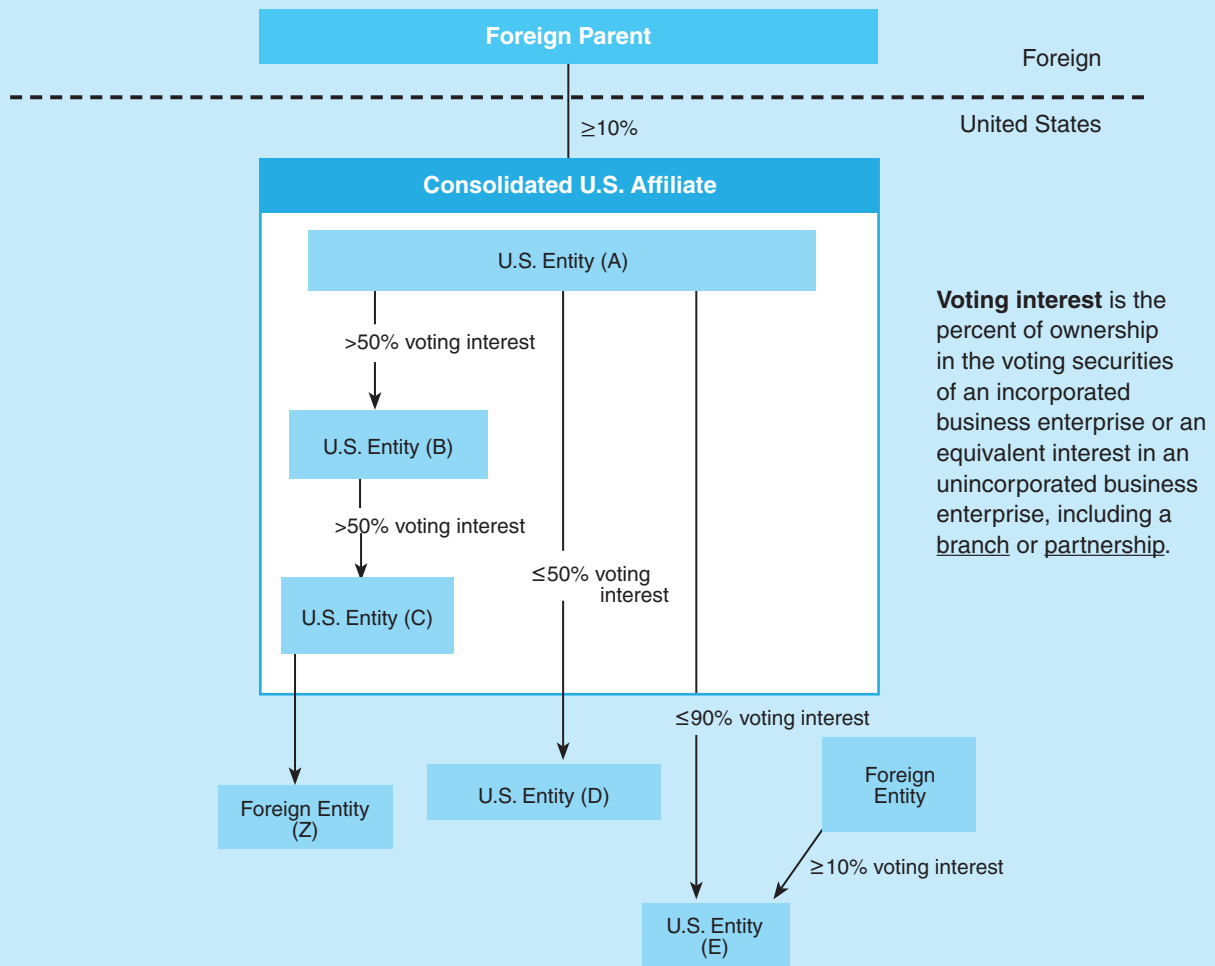 Foreign Parent
Foreign
United States
≥10%
Consolidated U.S. Affiliate
U.S. Entity (A)
>50% voting interest
U.S. Entity (B)
>50% voting interest
U.S. Entity (C)
≤50% voting
interest
Voting interest is the
percent of ownership
in the voting securities
of an incorporated
business enterprise or an
equivalent interest in an
unincorporated business
enterprise, including a
branch or partnership.
≤90% voting interest
Foreign Entity
(Z)
U.S. Entity (D)
Foreign
Entity
≥10% voting interest
U.S. Entity
(E)